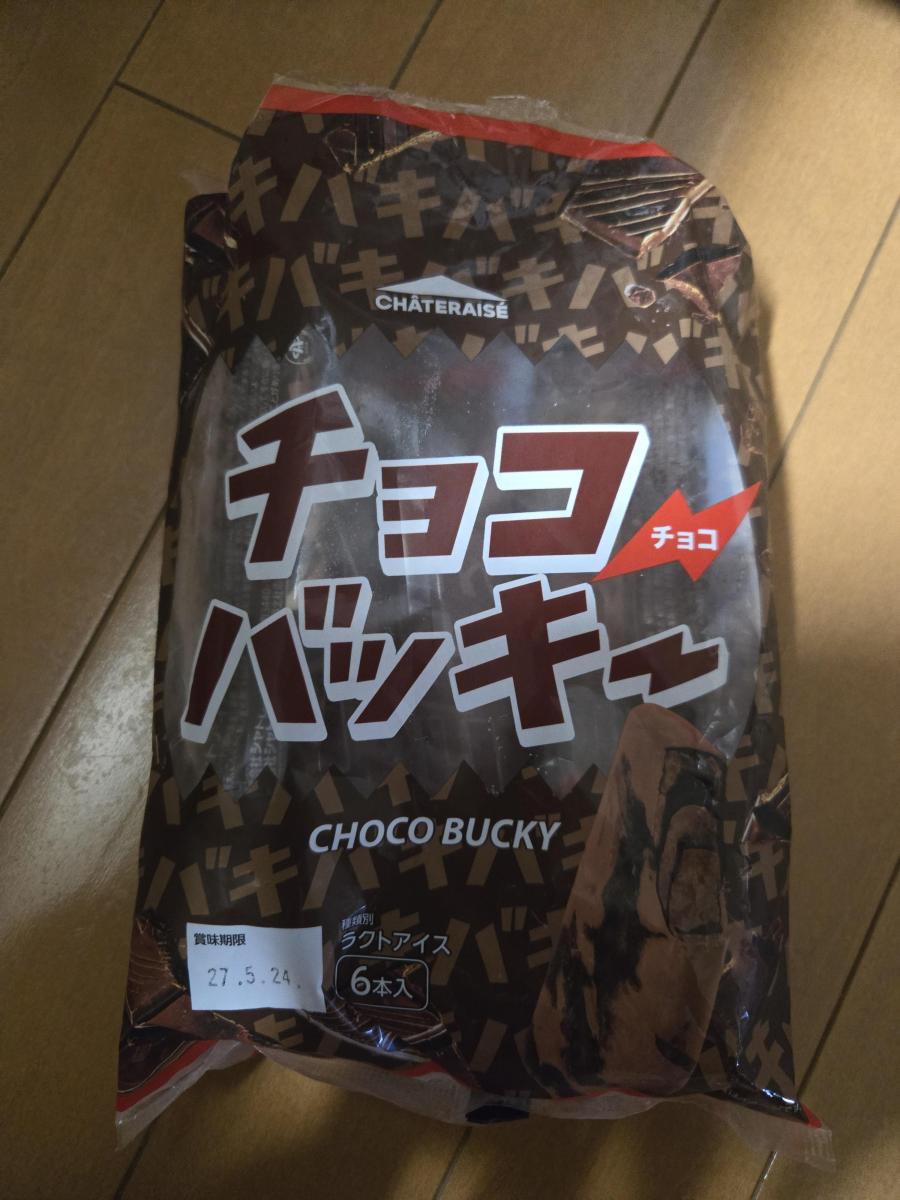 CHÂTERAISÉ
チョコ
バッキー
チョコ
CHOCO BUCKY
種類別
ラクトアイス
6本入
賞味期限
27.5.24.